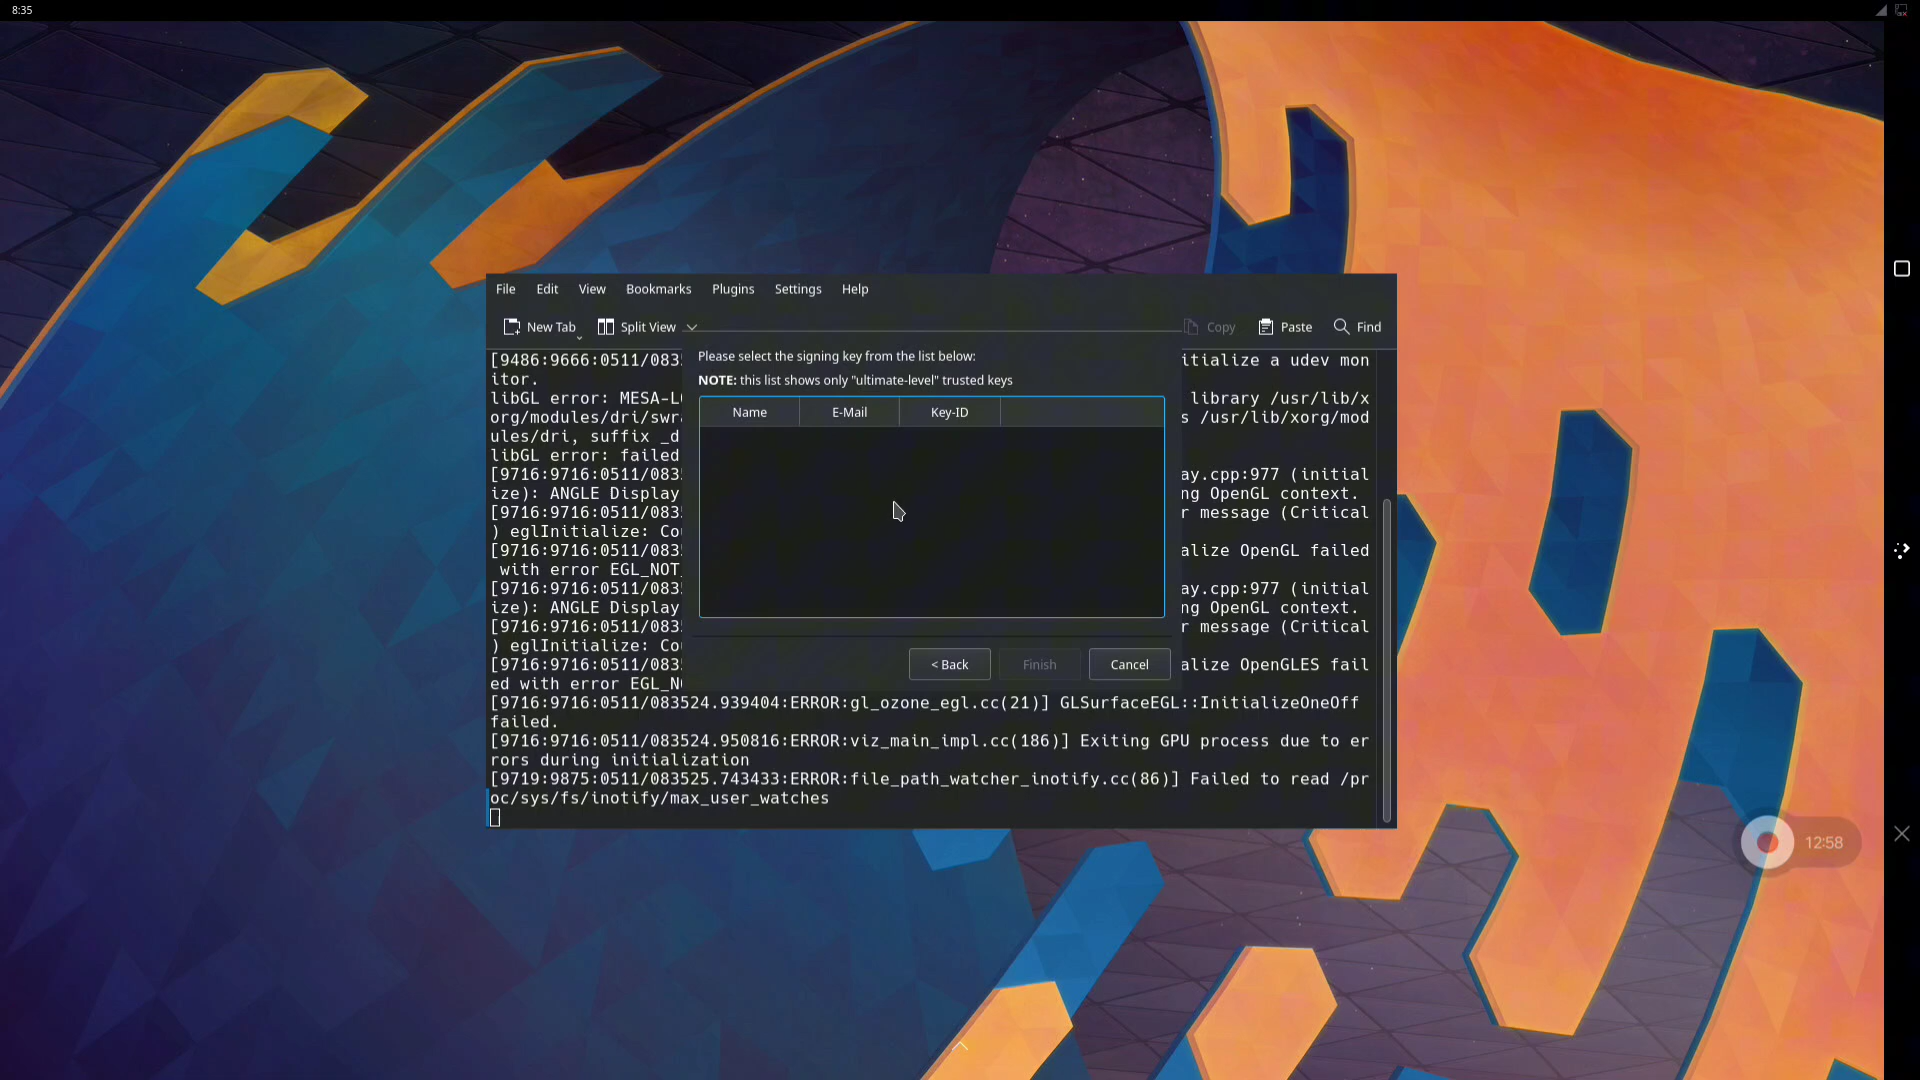 8:35
File Edit View Bookmarks Plugins Settings Help
New Tab Split View Copy Paste Find
Please select the signing key from the list below:
NOTE: this list shows only "ultimate-level" trusted keys
Name E-Mail Key-ID
< Back Finish Cancel
[9486:9666:0511/083 itialize a udev mon
itor.
libGL error: MESA-L library /usr/lib/x
org/modules/dri/swr s /usr/lib/xorg/mod
ules/dri, suffix _d
libGL error: failed
[9716:9716:0511/083 ay.cpp:977 (initial
ize): ANGLE Display ng OpenGL context.
[9716:9716:0511/083 r message (Critical
) eglInitialize: Co
[9716:9716:0511/083 alize OpenGL failed
with error EGL_NOT_
[9716:9716:0511/083 ay.cpp:977 (initial
ize): ANGLE Display ng OpenGL context.
[9716:9716:0511/083 r message (Critical
) eglInitialize: Co
[9716:9716:0511/083 alize OpenGLES fail
ed with error EGL_N
[9716:9716:0511/083524.939404:ERROR:gl_ozone_egl.cc(21)] GLSurfaceEGL::InitializeOneOff
failed.
[9716:9716:0511/083524.950816:ERROR:viz_main_impl.cc(186)] Exiting GPU process due to er
rors during initialization
[9719:9875:0511/083525.743433:ERROR:file_path_watcher_inotify.cc(86)] Failed to read /pr
oc/sys/fs/inotify/max_user_watches
12:58